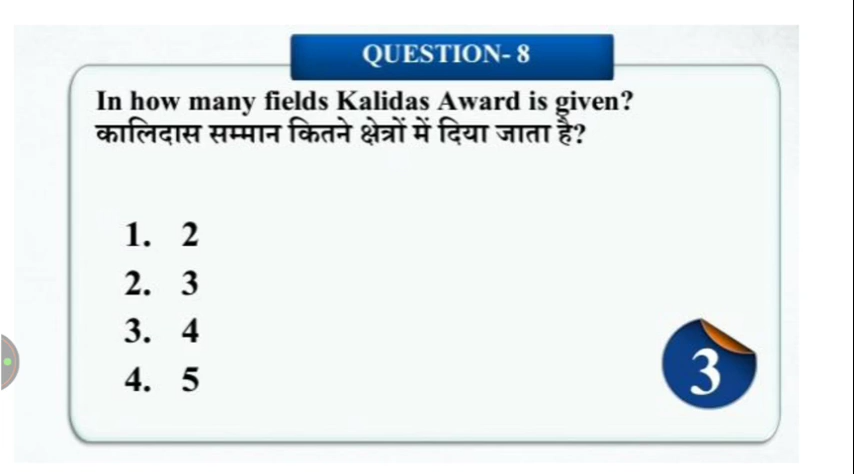 QUESTION- 8
In how many fields Kalidas Award is given?
कालिदास सम्मान कितने क्षेत्रों में दिया जाता है?
1. 2
2. 3
3. 4
4. 5
3